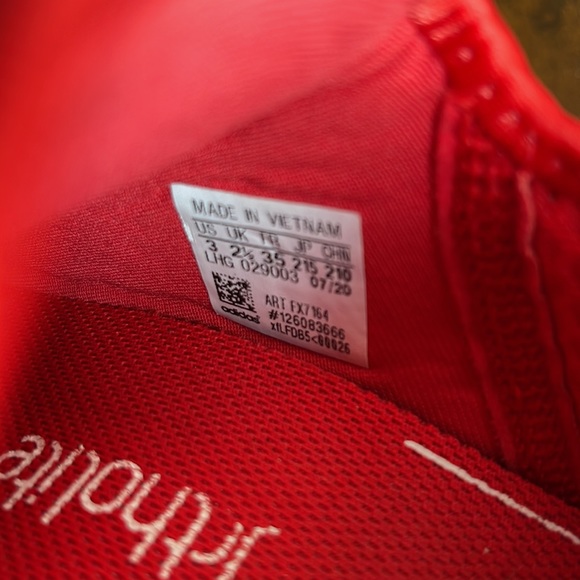 MADE IN VIETNAM
US UK FR JP CHN
3 2½ 35 215 210
LHG 029003 07/20
ART FX7164
#126083666
x1LFDB5<00026
adidas
ortholite